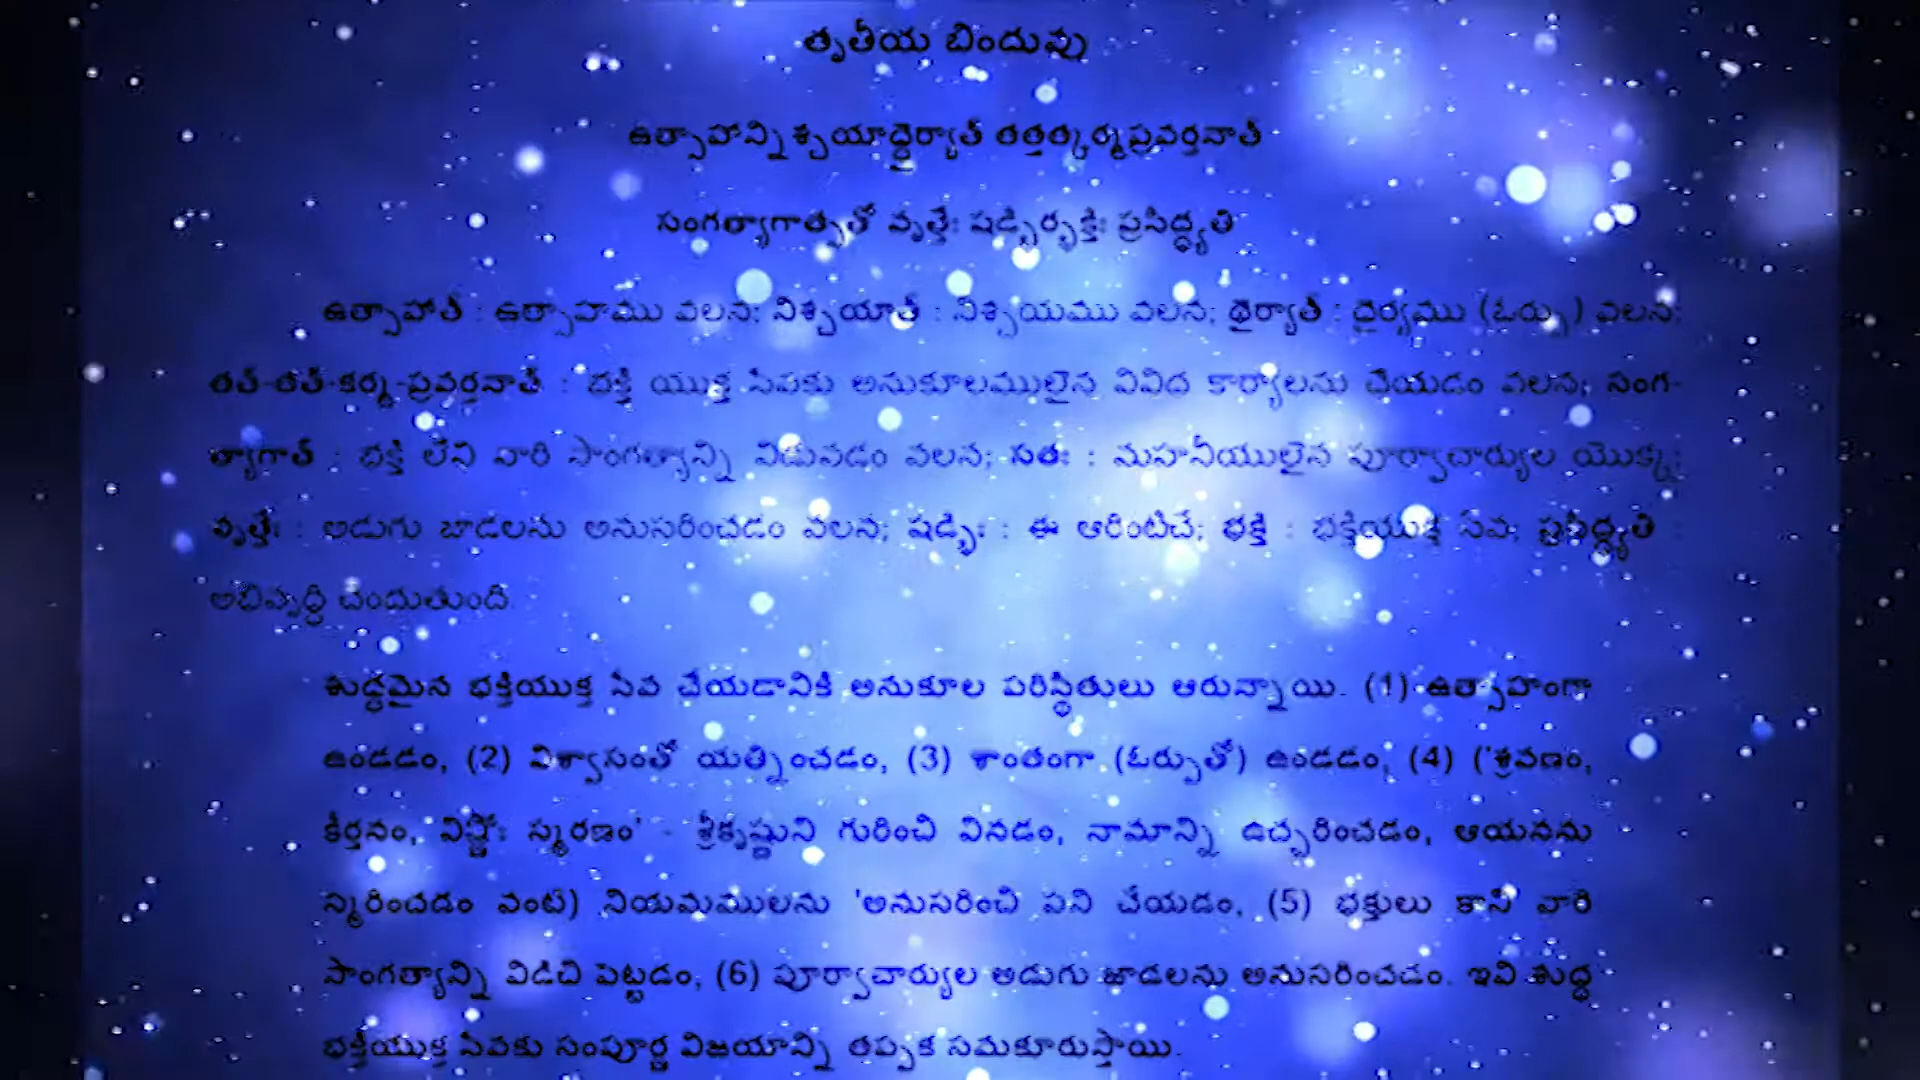 తృతీయ బిందువు
ఉత్సాహాన్నిశ్చయాద్ధైర్యాత్ తత్తత్కర్మప్రవర్తనాత్
సంగత్యాగాత్సతో వృత్తేః షడ్భిర్భక్తిః ప్రసిద్ధ్యతి
ఉత్సాహాత్ : ఉత్సాహము వలన; నిశ్చయాత్ : నిశ్చయము వలన; ధైర్యాత్ : ధైర్యము (ఓర్పు) వలన;
తత్-తత్-కర్మ-ప్రవర్తనాత్ : భక్తి యుక్త సేవకు అనుకూలములైన వివిధ కార్యాలను చేయడం వలన; సంగ-
త్యాగాత్ : భక్తి లేని వారి సాంగత్యాన్ని విడువడం వలన; సతః : మహనీయులైన పూర్వాచార్యుల యొక్క;
వృత్తేః : అడుగు జాడలను అనుసరించడం వలన; షడ్భిః : ఈ ఆరింటిచే; భక్తి : భక్తియుక్త సేవ; ప్రసిద్ధ్యతి :
అభివృద్ధి చెందుతుంది.
శుద్ధమైన భక్తియుక్త సేవ చేయడానికి అనుకూల పరిస్థితులు ఆరున్నాయి. (1) ఉత్సాహంగా
ఉండడం, (2) విశ్వాసంతో యత్నించడం, (3) శాంతంగా (ఓర్పుతో) ఉండడం, (4) ('శ్రవణం,
కీర్తనం, విష్ణోః స్మరణం' - శ్రీకృష్ణుని గురించి వినడం, నామాన్ని ఉచ్చరించడం, ఆయనను
స్మరించడం వంటి) నియమములను అనుసరించి పని చేయడం, (5) భక్తులు కాని వారి
సాంగత్యాన్ని విడిచి పెట్టడం, (6) పూర్వాచార్యుల అడుగు జాడలను అనుసరించడం. ఇవి శుద్ధ
భక్తియుక్త సేవకు సంపూర్ణ విజయాన్ని తప్పక సమకూరుస్తాయి.